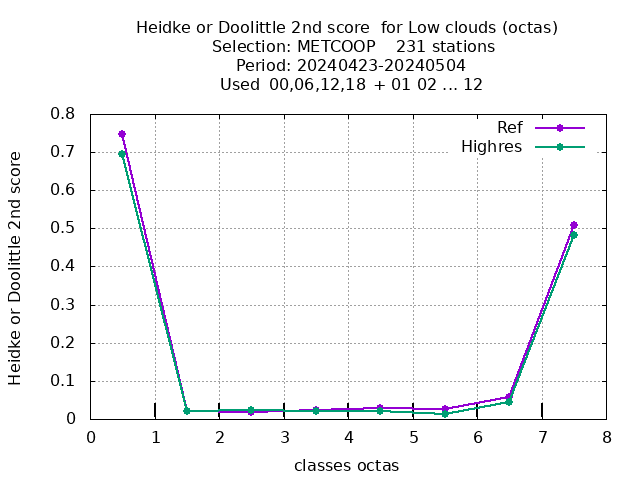 Heidke or Doolittle 2nd score  for Low clouds (octas)
Selection: METCOOP    231 stations
Period: 20240423-20240504
Used  00,06,12,18  + 01 02 ... 12
Ref
Highres
Heidke or Doolittle 2nd score
0.8
0.7
0.6
0.5
0.4
0.3
0.2
0.1
0
0 1 2 3 4 5 6 7 8
classes octas